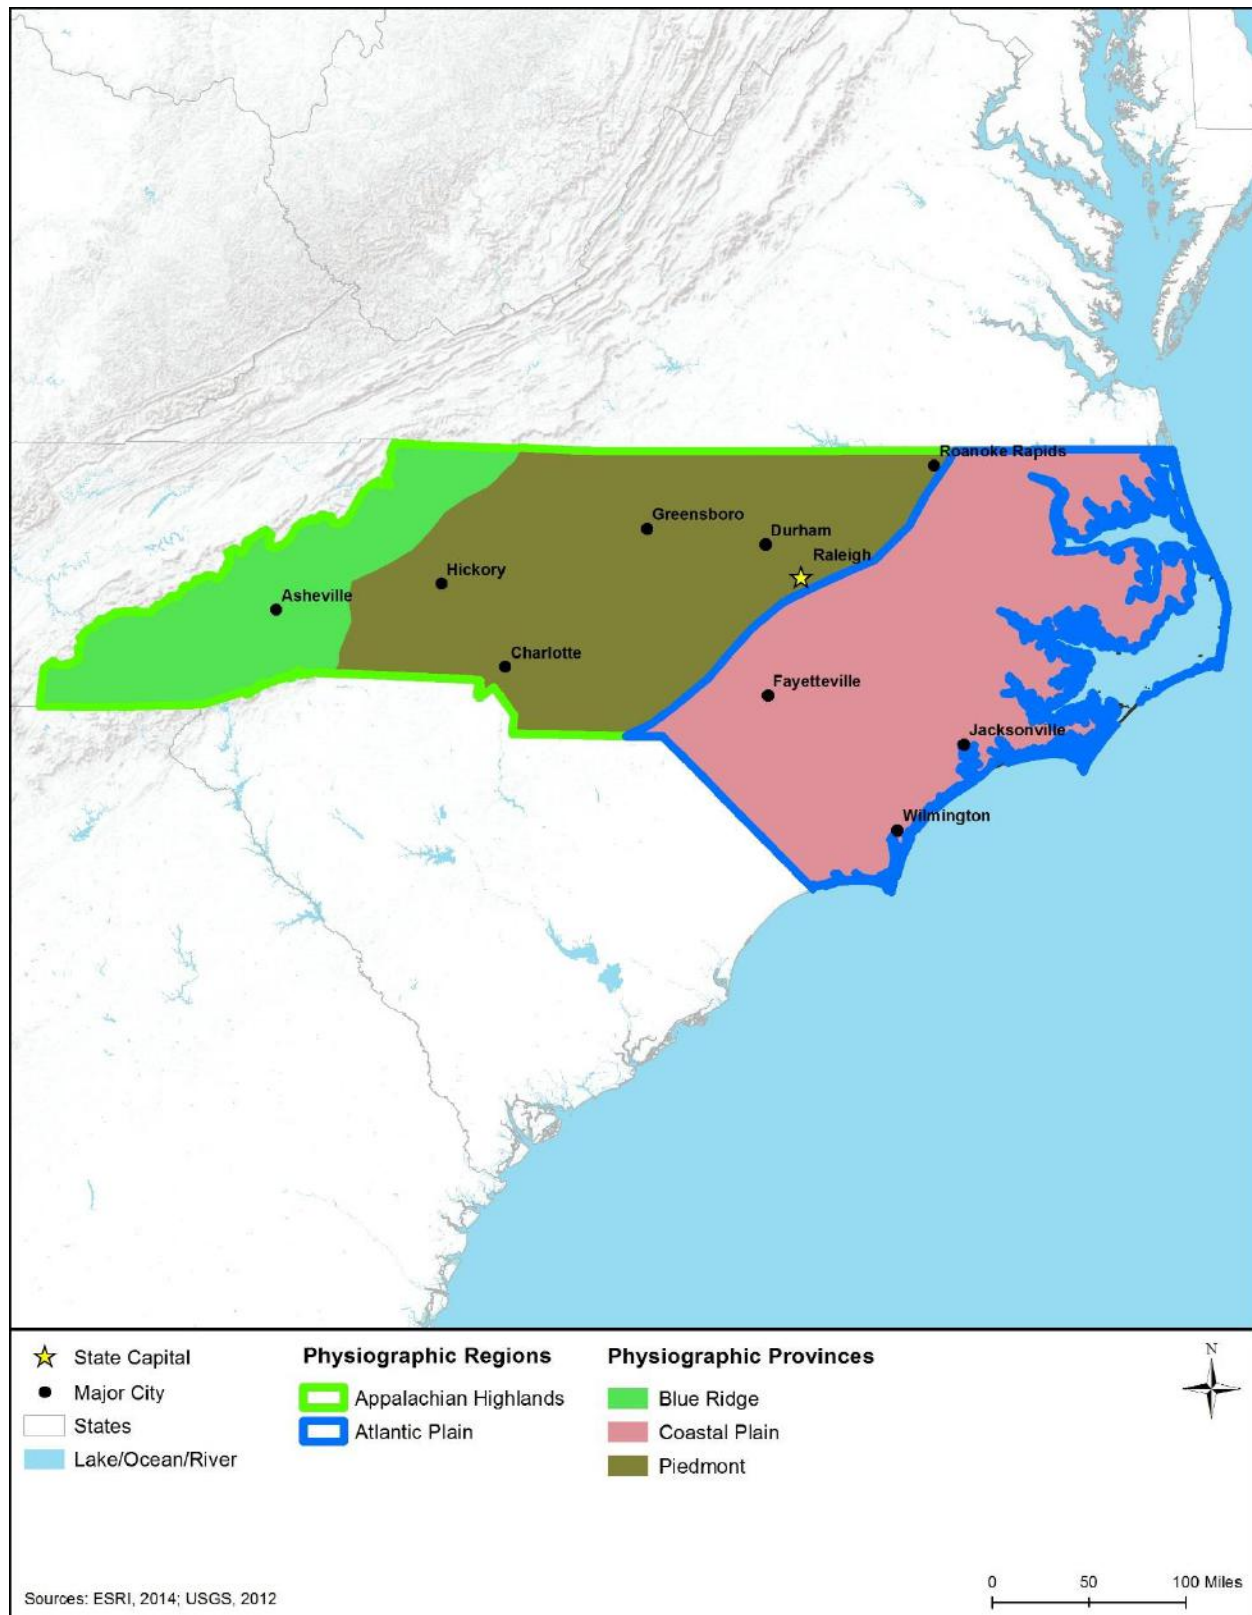 Roanoke Rapids
Greensboro
Durham
Raleigh
Hickory
Asheville
Charlotte
Fayetteville
Jacksonville
Wilmington
State Capital
Major City
States
Lake/Ocean/River
Physiographic Regions
Appalachian Highlands
Atlantic Plain
Physiographic Provinces
Blue Ridge
Coastal Plain
Piedmont
N
Sources: ESRI, 2014; USGS, 2012
0 50 100 Miles